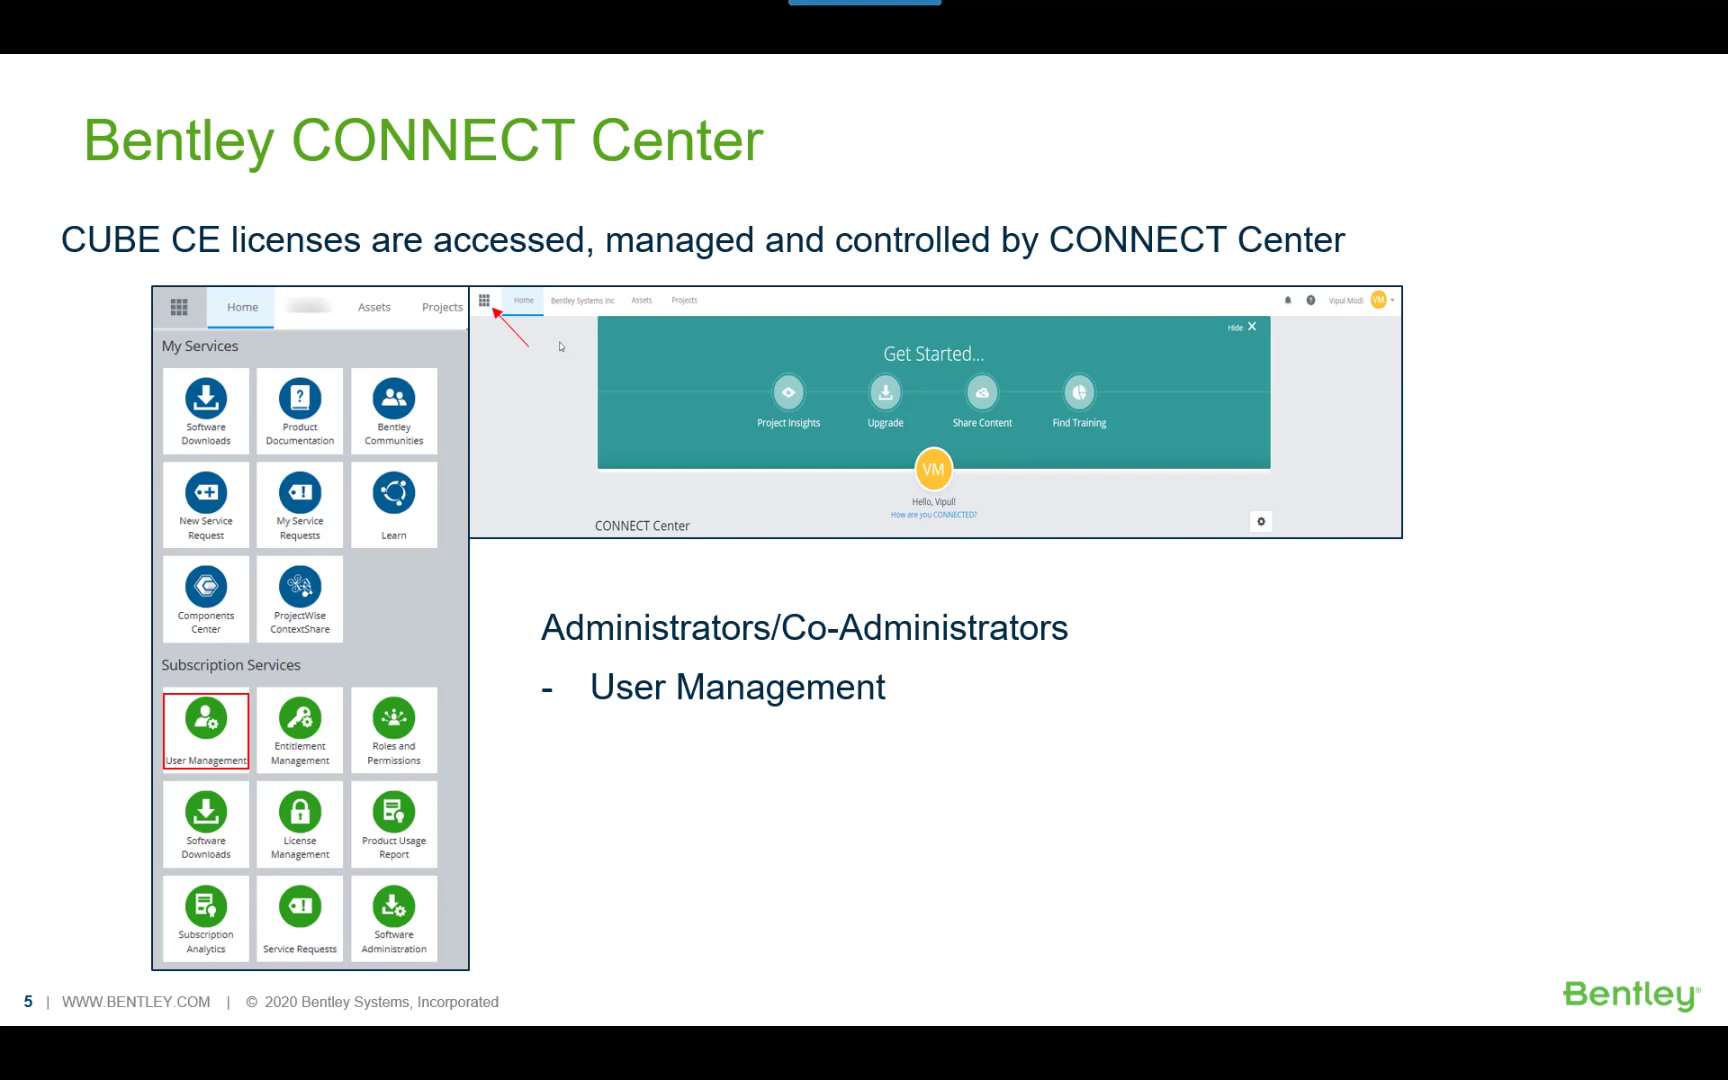 Bentley CONNECT Center
CUBE CE licenses are accessed, managed and controlled by CONNECT Center
Home
Assets
Projects
My Services
Software
Downloads
Product
Documentation
Bentley
Communities
New Service
Request
My Service
Requests
Learn
Components
Center
ProjectWise
ContextShare
Subscription Services
User Management
Entitlement
Management
Roles and
Permissions
Software
Downloads
License
Management
Product Usage
Report
Subscription
Analytics
Service Requests
Software
Administration
Home
Bentley Systems Inc
Assets
Projects
Vipul Modi
VM
Hide X
Get Started...
Project Insights
Upgrade
Share Content
Find Training
VM
Hello, Vipul!
How are you CONNECTED?
CONNECT Center
Administrators/Co-Administrators
- User Management
5 | WWW.BENTLEY.COM | © 2020 Bentley Systems, Incorporated
Bentley®